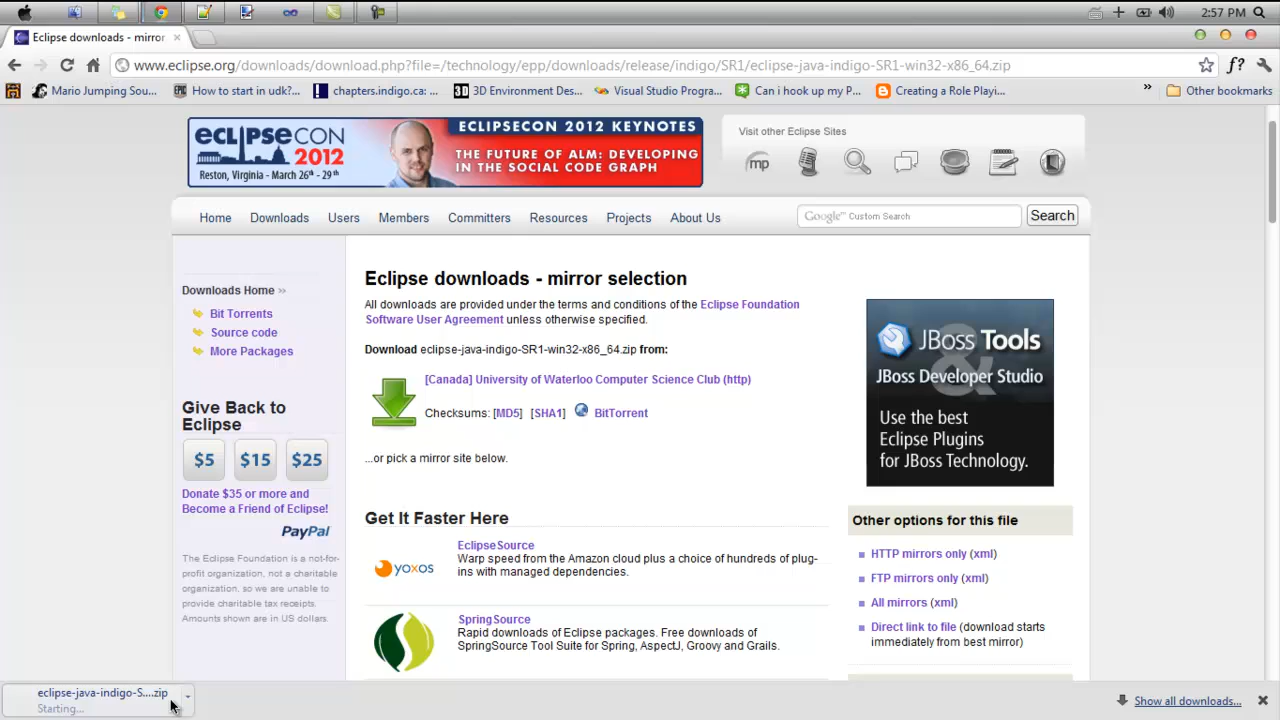 2:57 PM
Eclipse downloads - mirror
www.eclipse.org/downloads/download.php?file=/technology/epp/downloads/release/indigo/SR1/eclipse-java-indigo-SR1-win32-x86_64.zip
f?
Mario Jumping Sou...
How to start in udk?...
chapters.indigo.ca: ...
3D Environment Des...
Visual Studio Progra...
Can i hook up my P...
Creating a Role Playi...
»
Other bookmarks
eclipsecon
2012
Reston, Virginia - March 26th - 29th
ECLIPSECON 2012 KEYNOTES
THE FUTURE OF ALM: DEVELOPING
IN THE SOCIAL CODE GRAPH
Visit other Eclipse Sites
mp
Home
Downloads
Users
Members
Committers
Resources
Projects
About Us
Google™ Custom Search
Search
Downloads Home »
Bit Torrents
Source code
More Packages
Give Back to
Eclipse
$5
$15
$25
Donate $35 or more and
Become a Friend of Eclipse!
PayPal
The Eclipse Foundation is a not-for-
profit organization, not a charitable
organization, so we are unable to
provide charitable tax receipts.
Amounts shown are in US dollars.
Eclipse downloads - mirror selection
All downloads are provided under the terms and conditions of the Eclipse Foundation
Software User Agreement unless otherwise specified.
Download eclipse-java-indigo-SR1-win32-x86_64.zip from:
[Canada] University of Waterloo Computer Science Club (http)
Checksums: [MD5] [SHA1] BitTorrent
...or pick a mirror site below.
Get It Faster Here
yoxos
EclipseSource
Warp speed from the Amazon cloud plus a choice of hundreds of plug-
ins with managed dependencies.
SpringSource
Rapid downloads of Eclipse packages. Free downloads of
SpringSource Tool Suite for Spring, AspectJ, Groovy and Grails.
JBoss Tools
&
JBoss Developer Studio
Use the best
Eclipse Plugins
for JBoss Technology.
Other options for this file
HTTP mirrors only (xml)
FTP mirrors only (xml)
All mirrors (xml)
Direct link to file (download starts
immediately from best mirror)
eclipse-java-indigo-S....zip
Starting...
Show all downloads...